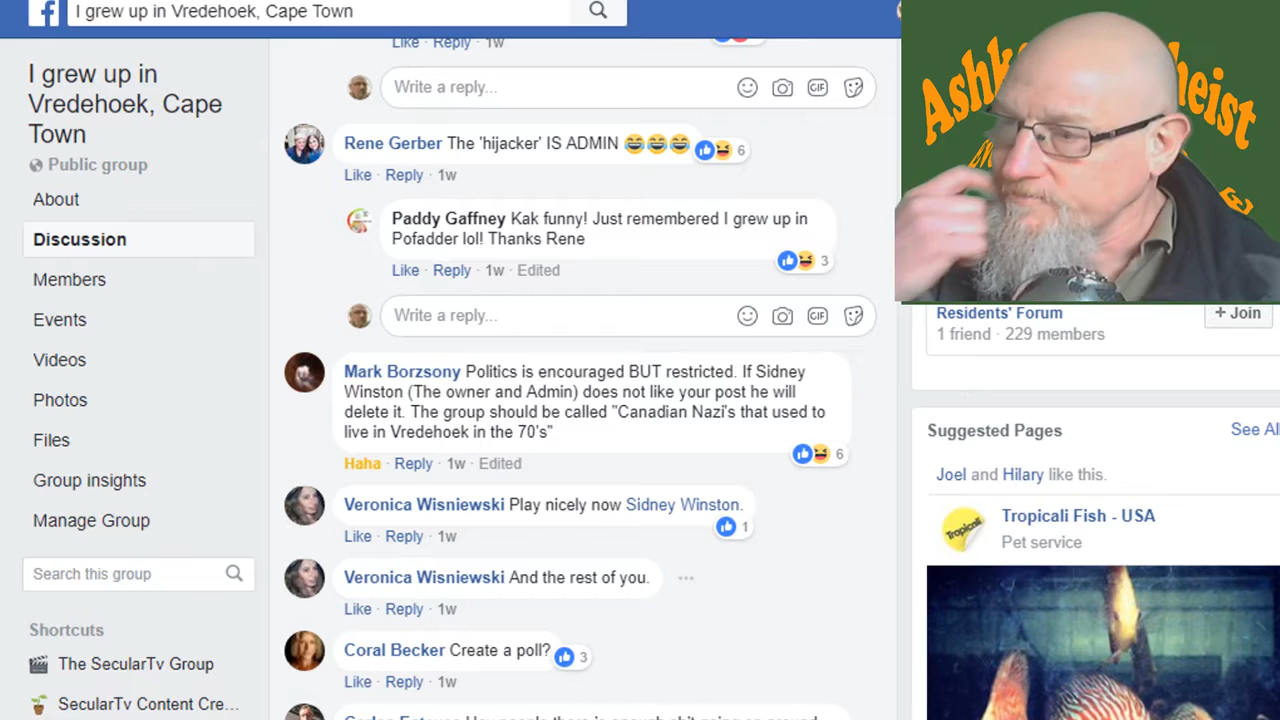 I grew up in Vredehoek, Cape Town
I grew up in
Vredehoek, Cape
Town
Public group
About
Discussion
Members
Events
Videos
Photos
Files
Group insights
Manage Group
Search this group
Shortcuts
The SecularTv Group
SecularTv Content Cre...
Like · Reply · 1w
Write a reply...
GIF
Rene Gerber The 'hijacker' IS ADMIN 😂😂😂
6
Like · Reply · 1w
Paddy Gaffney Kak funny! Just remembered I grew up in
Pofadder lol! Thanks Rene
3
Like · Reply · 1w · Edited
Write a reply...
GIF
Mark Borzsony Politics is encouraged BUT restricted. If Sidney
Winston (The owner and Admin) does not like your post he will
delete it. The group should be called "Canadian Nazi's that used to
live in Vredehoek in the 70's"
6
Haha · Reply · 1w · Edited
Veronica Wisniewski Play nicely now Sidney Winston.
1
Like · Reply · 1w
Veronica Wisniewski And the rest of you.
Like · Reply · 1w
Coral Becker Create a poll?
3
Like · Reply · 1w
Residents' Forum
+ Join
1 friend · 229 members
Suggested Pages
See All
Joel and Hilary like this.
Tropicali
Tropicali Fish - USA
Pet service